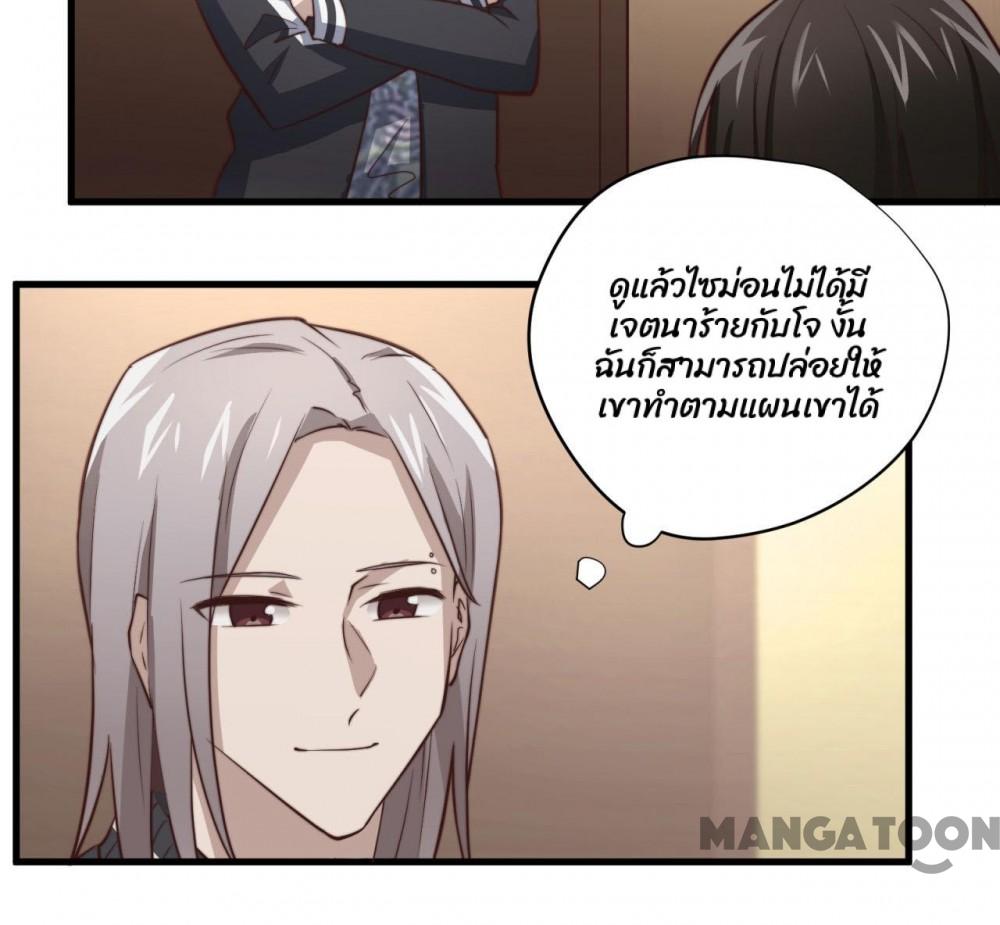 ดูแล้วไซม่อนไม่ได้มี
เจตนาร้ายกับโจ งั้น
ฉันก็สามารถปล่อยให้
เขาทำตามแผนเขาได้
MANGATOON